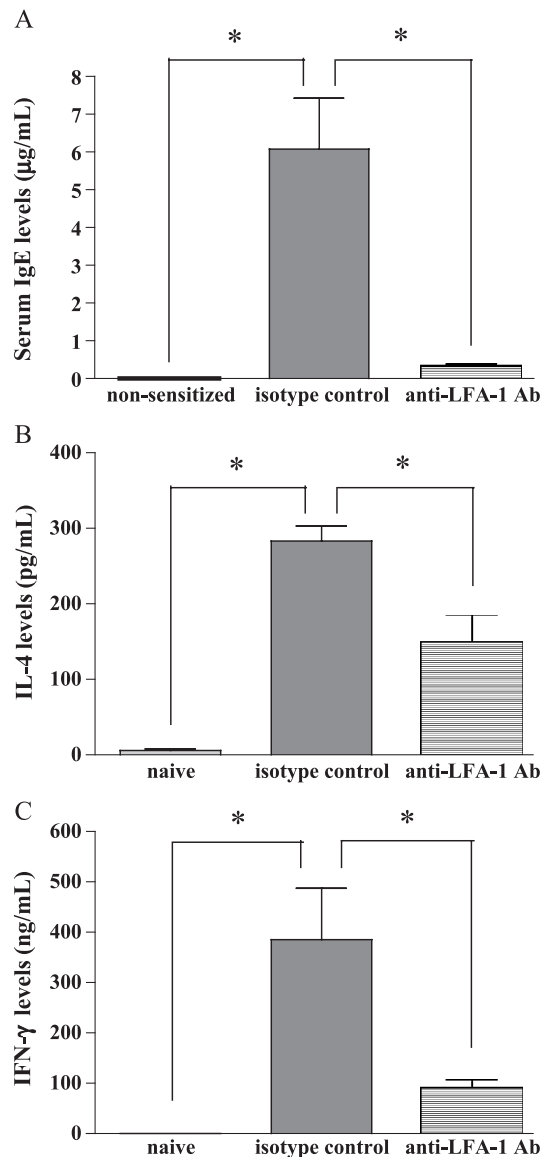 A
* *
Serum IgE levels (μg/mL)
8
7
6
5
4
3
2
1
0
non-sensitized isotype control anti-LFA-1 Ab
B
* *
IL-4 levels (pg/mL)
400
300
200
100
0
naive isotype control anti-LFA-1 Ab
C
* *
IFN-γ levels (ng/mL)
600
500
400
300
200
100
0
naive isotype control anti-LFA-1 Ab